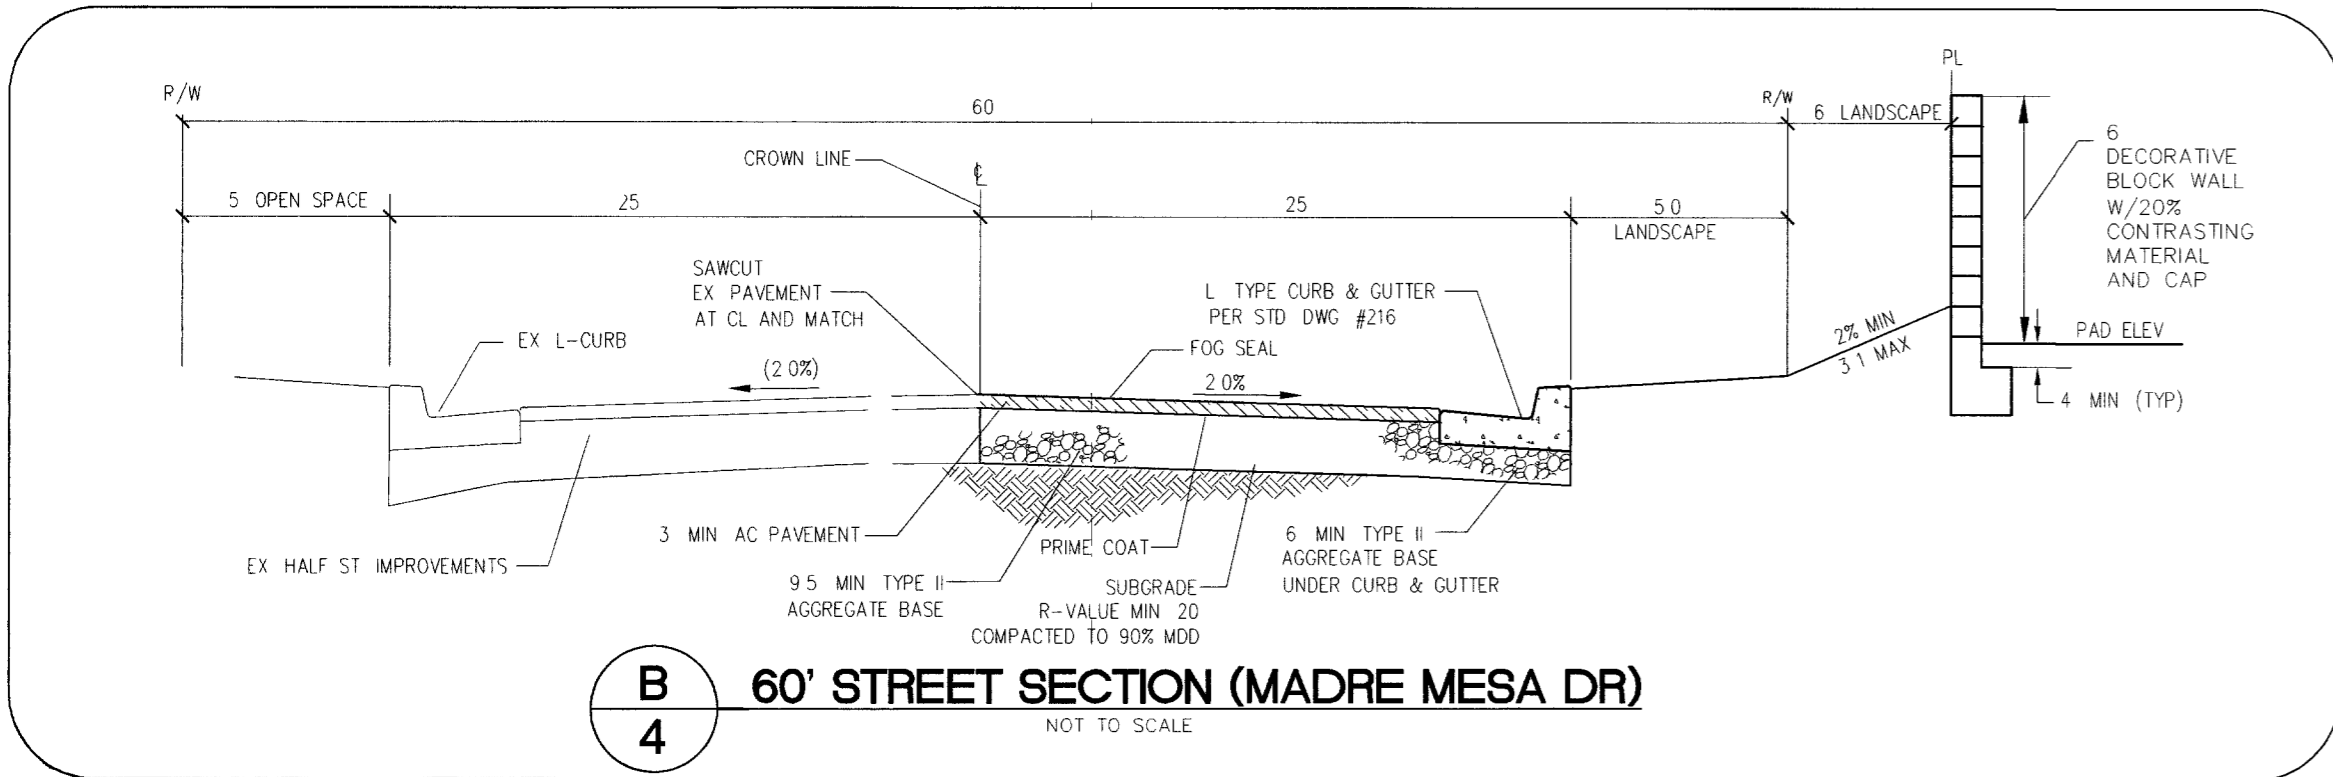 PL
R/W
60
R/W
6 LANDSCAPE
6
DECORATIVE
BLOCK WALL
W/20%
CONTRASTING
MATERIAL
AND CAP
CROWN LINE
℄
5 OPEN SPACE
25
25
5 0
LANDSCAPE
SAWCUT
EX PAVEMENT
AT CL AND MATCH
L TYPE CURB & GUTTER
PER STD DWG #216
EX L-CURB
FOG SEAL
2% MIN
3 1 MAX
PAD ELEV
(2 0%)
2 0%
4 MIN (TYP)
3 MIN AC PAVEMENT
PRIME COAT
6 MIN TYPE II
AGGREGATE BASE
UNDER CURB & GUTTER
EX HALF ST IMPROVEMENTS
9 5 MIN TYPE II
AGGREGATE BASE
SUBGRADE
R-VALUE MIN 20
COMPACTED TO 90% MDD
B
4
60' STREET SECTION (MADRE MESA DR)
NOT TO SCALE